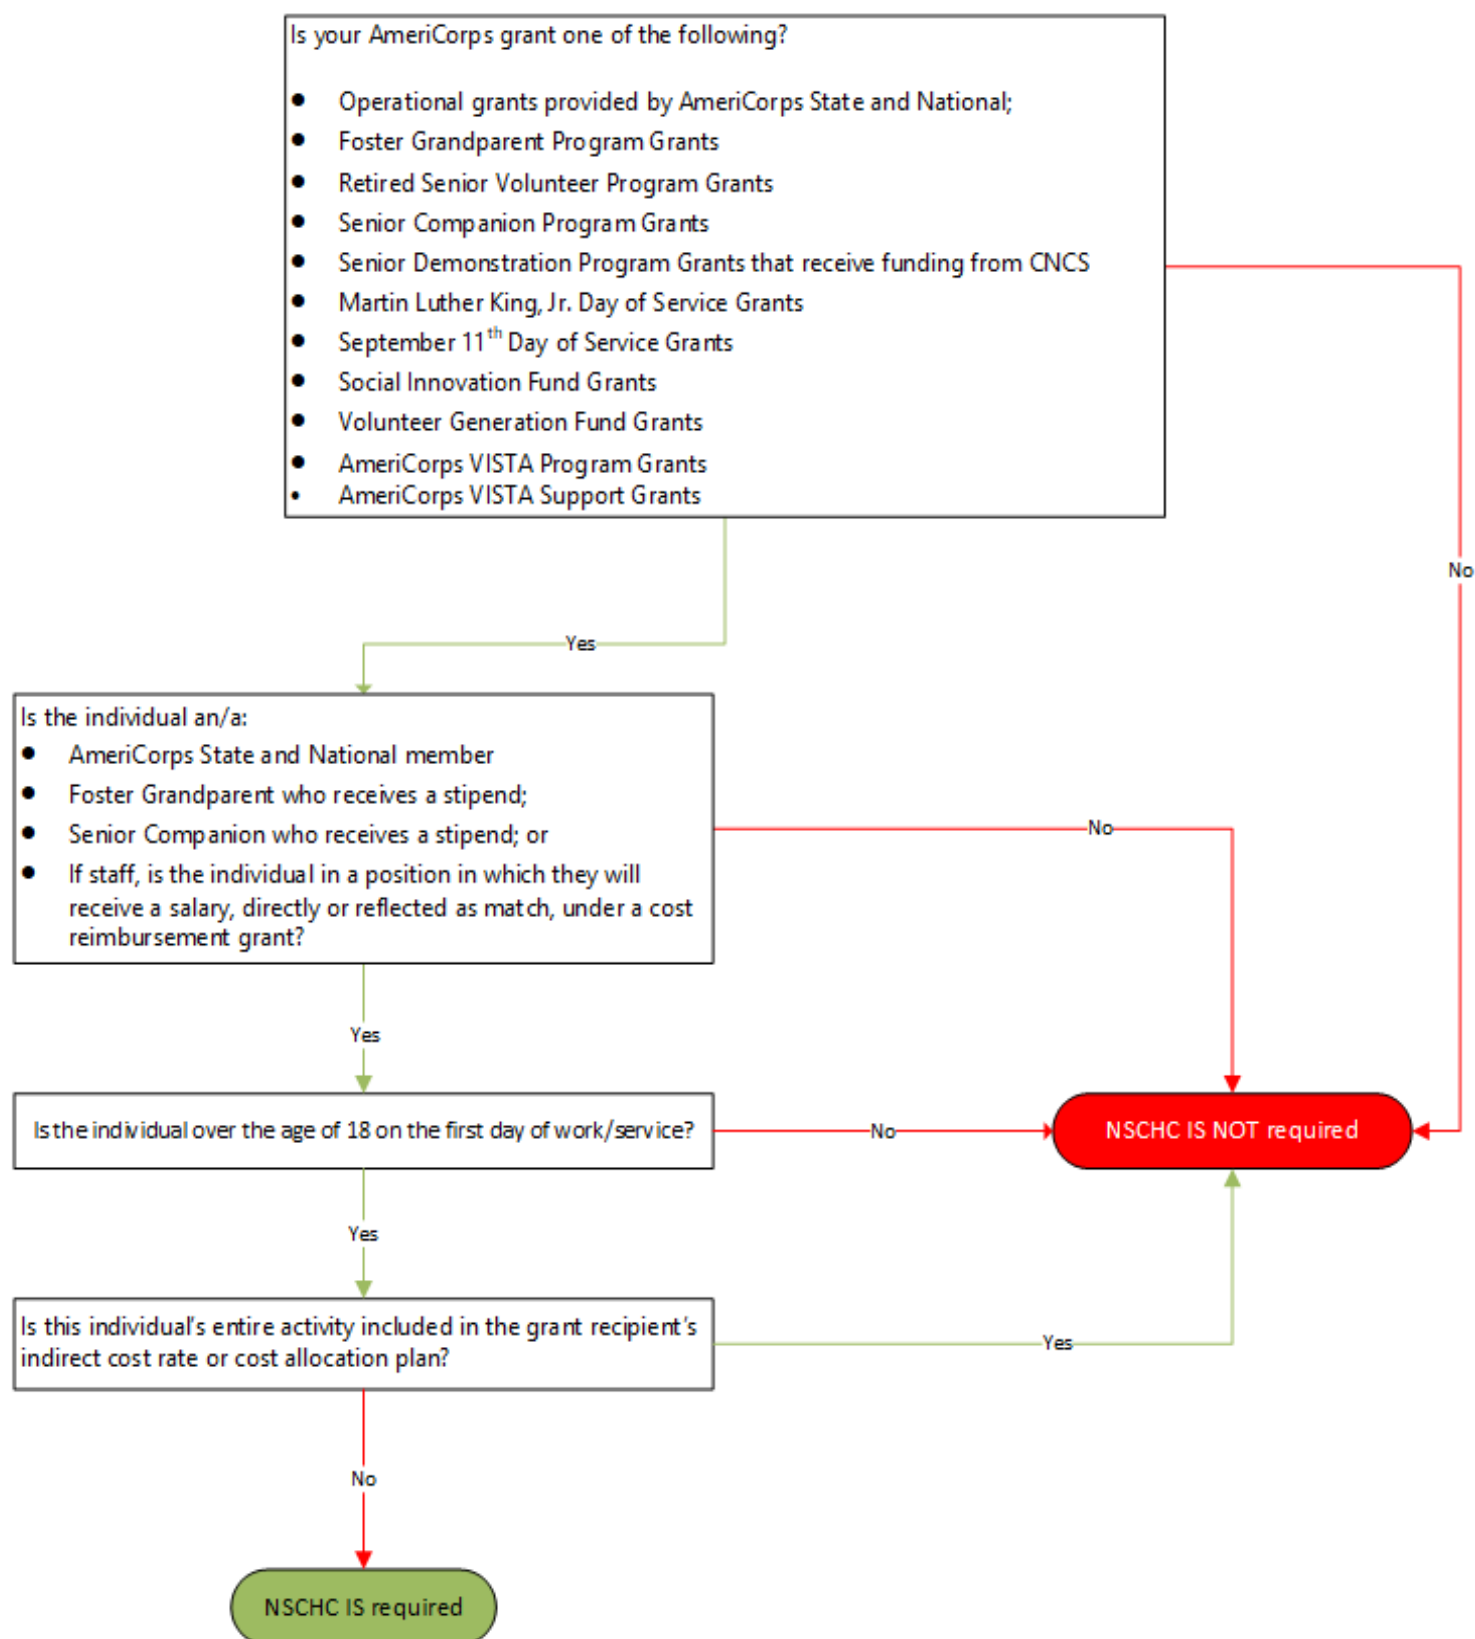 Is your AmeriCorps grant one of the following?
● Operational grants provided by AmeriCorps State and National;
● Foster Grandparent Program Grants
● Retired Senior Volunteer Program Grants
● Senior Companion Program Grants
● Senior Demonstration Program Grants that receive funding from CNCS
● Martin Luther King, Jr. Day of Service Grants
● September 11th Day of Service Grants
● Social Innovation Fund Grants
● Volunteer Generation Fund Grants
● AmeriCorps VISTA Program Grants
• AmeriCorps VISTA Support Grants
No
Yes
Is the individual an/a:
● AmeriCorps State and National member
● Foster Grandparent who receives a stipend;
● Senior Companion who receives a stipend; or
● If staff, is the individual in a position in which they will
receive a salary, directly or reflected as match, under a cost
reimbursement grant?
No
Yes
Is the individual over the age of 18 on the first day of work/service?
No
NSCHC IS NOT required
Yes
Is this individual's entire activity included in the grant recipient's
indirect cost rate or cost allocation plan?
Yes
No
NSCHC IS required